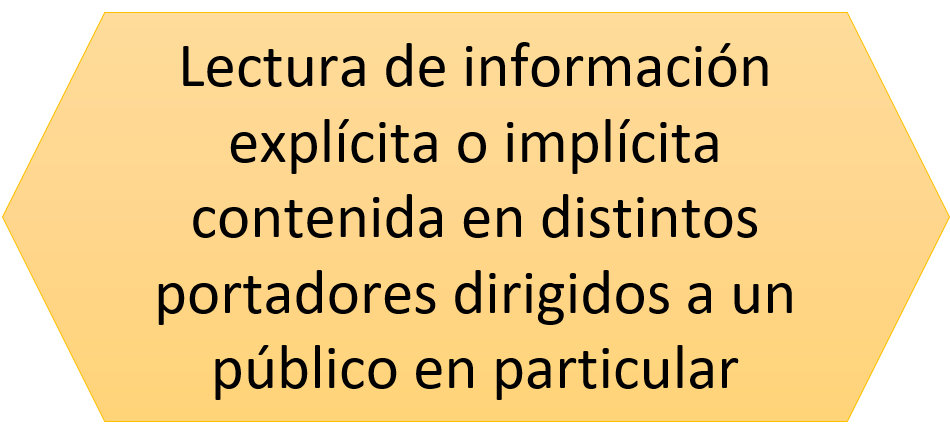 Lectura de información
explícita o implícita
contenida en distintos
portadores dirigidos a un
público en particular